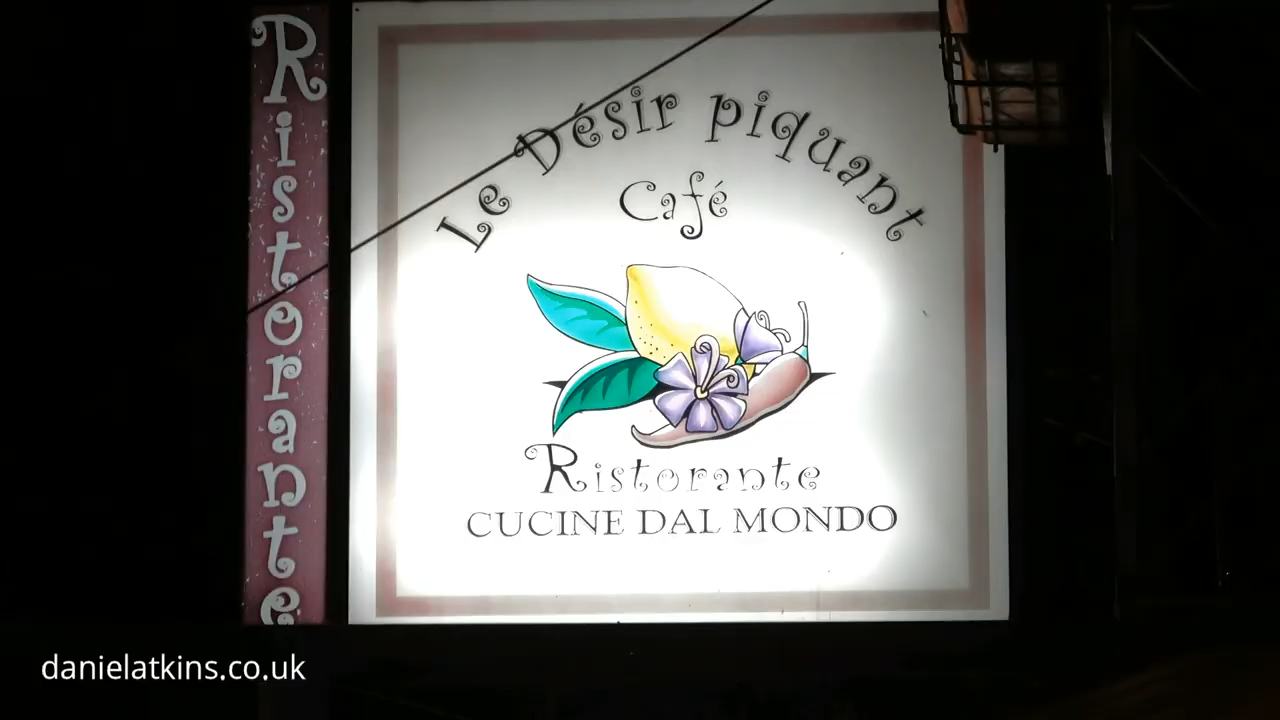 Ristorante
Le Désir piquant
Café
Ristorante
CUCINE DAL MONDO
danielatkins.co.uk